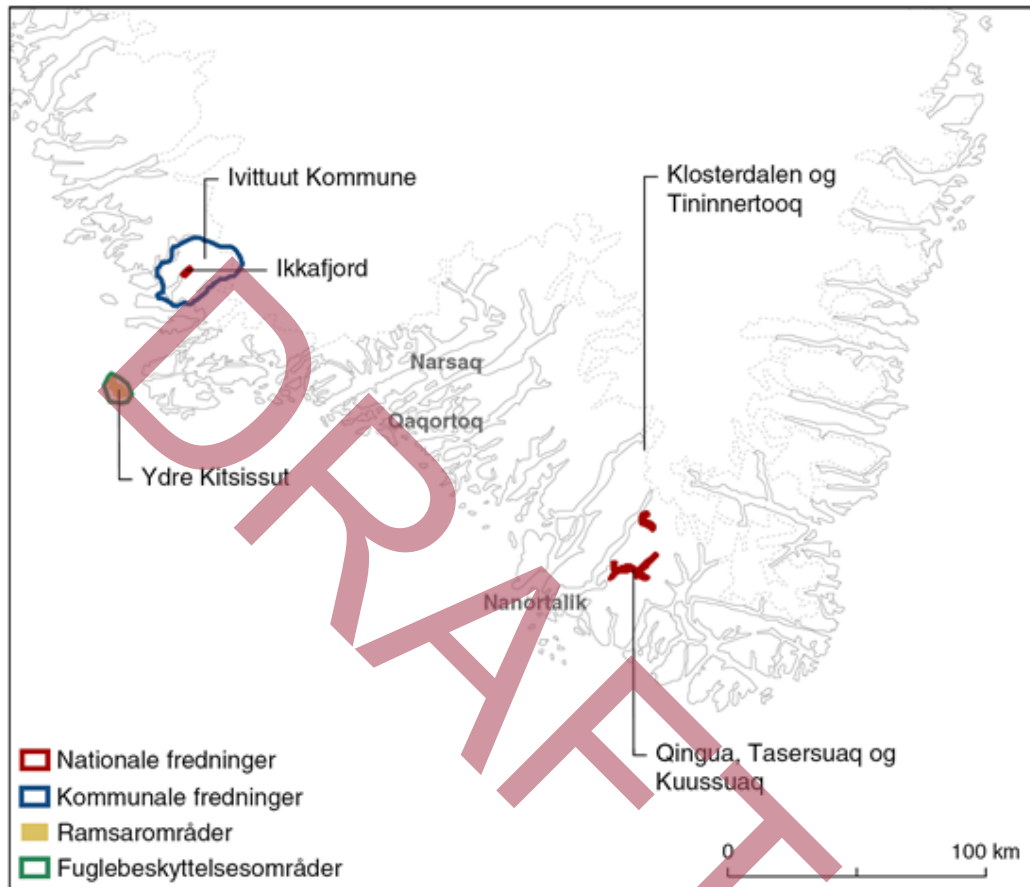 Ivittuut Kommune
Klosterdalen og
Tininnertooq
Ikkafjord
Narsaq
Qaqortoq
Ydre Kitsissut
Nanortalik
Qingua, Tasersuaq og
Kuussuaq
Nationale fredninger
Kommunale fredninger
Ramsarområder
Fuglebeskyttelsesområder
0
100 km
DRAFT